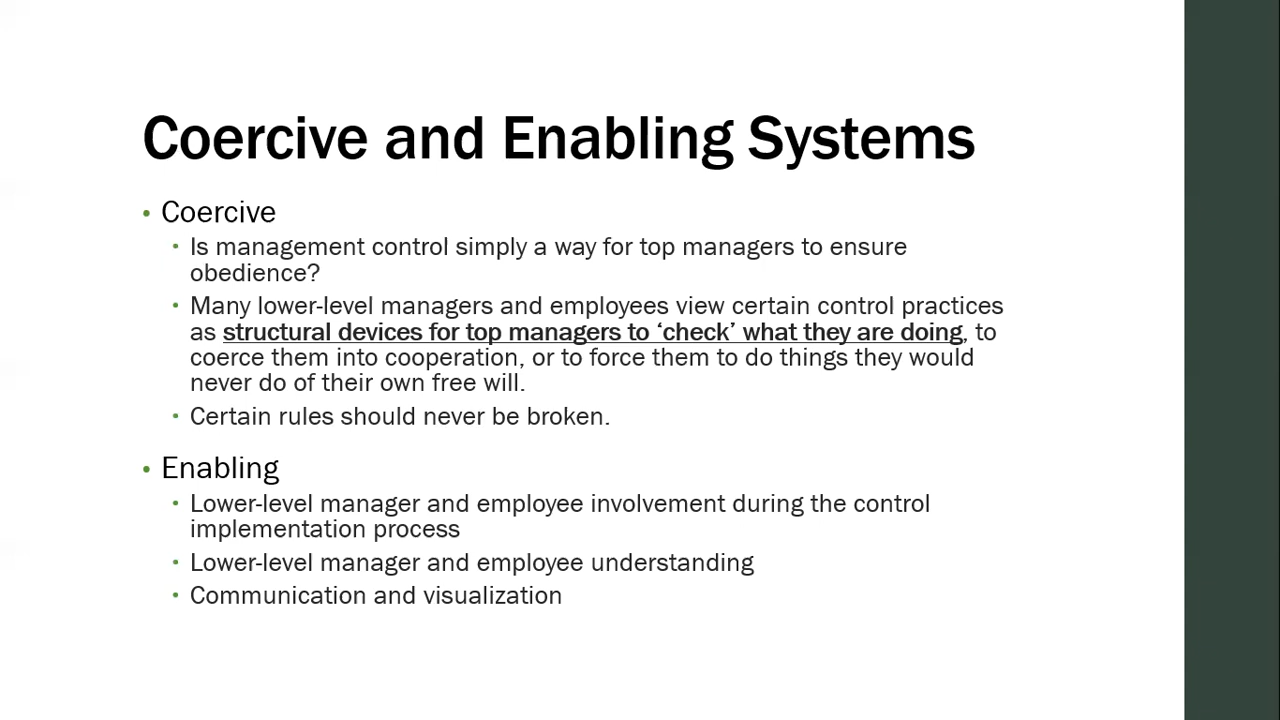 Coercive and Enabling Systems
• Coercive
• Is management control simply a way for top managers to ensure
obedience?
• Many lower-level managers and employees view certain control practices
as structural devices for top managers to ‘check’ what they are doing, to
coerce them into cooperation, or to force them to do things they would
never do of their own free will.
• Certain rules should never be broken.
• Enabling
• Lower-level manager and employee involvement during the control
implementation process
• Lower-level manager and employee understanding
• Communication and visualization